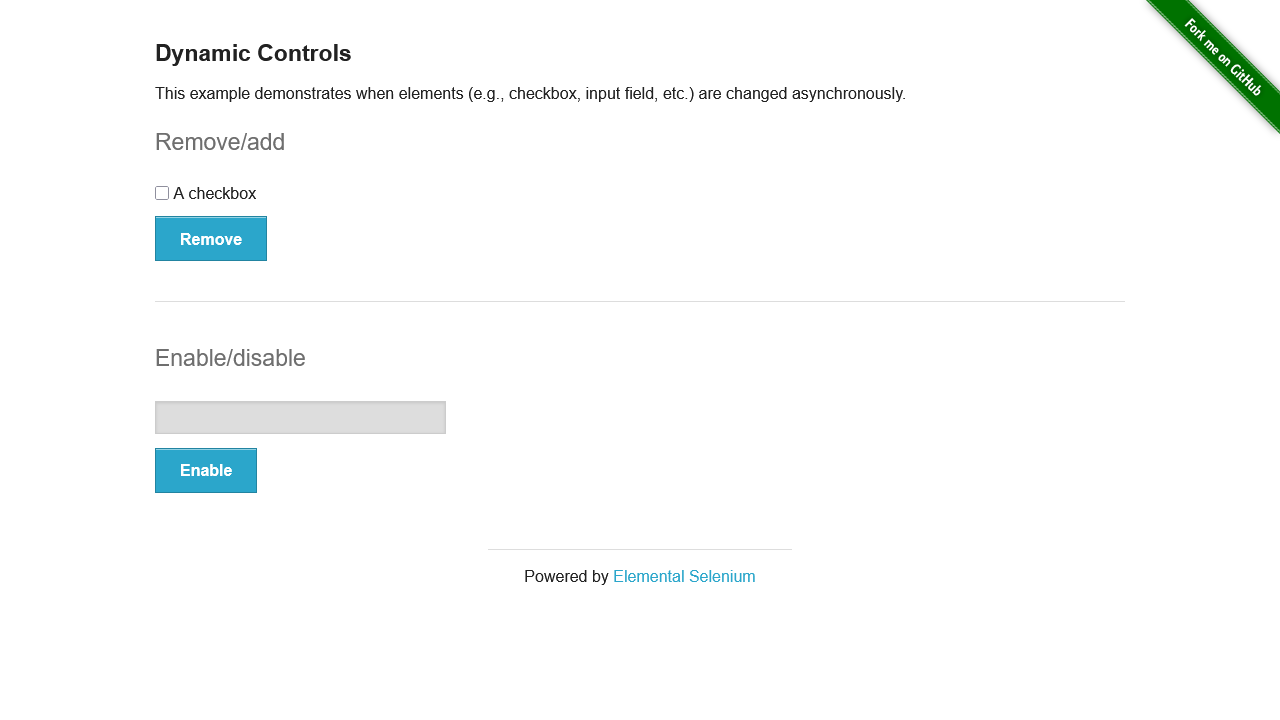 Fork me on GitHub
Dynamic Controls
This example demonstrates when elements (e.g., checkbox, input field, etc.) are changed asynchronously.
Remove/add
A checkbox
Remove
Enable/disable
Enable
Powered by Elemental Selenium